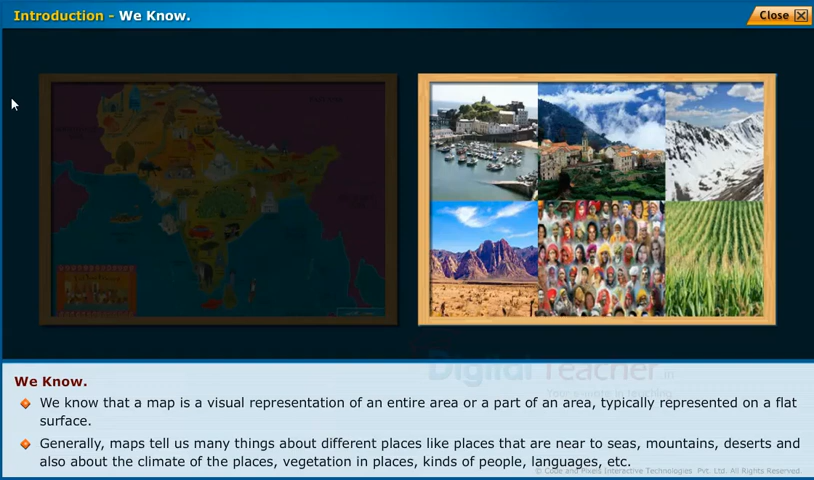 Introduction - We Know.
Close
We Know.
We know that a map is a visual representation of an entire area or a part of an area, typically represented on a flat
surface.
Generally, maps tell us many things about different places like places that are near to seas, mountains, deserts and
also about the climate of the places, vegetation in places, kinds of people, languages, etc.
Digital Teacher.in
© Code and Pixels Interactive Technologies Pvt. Ltd. All Rights Reserved.